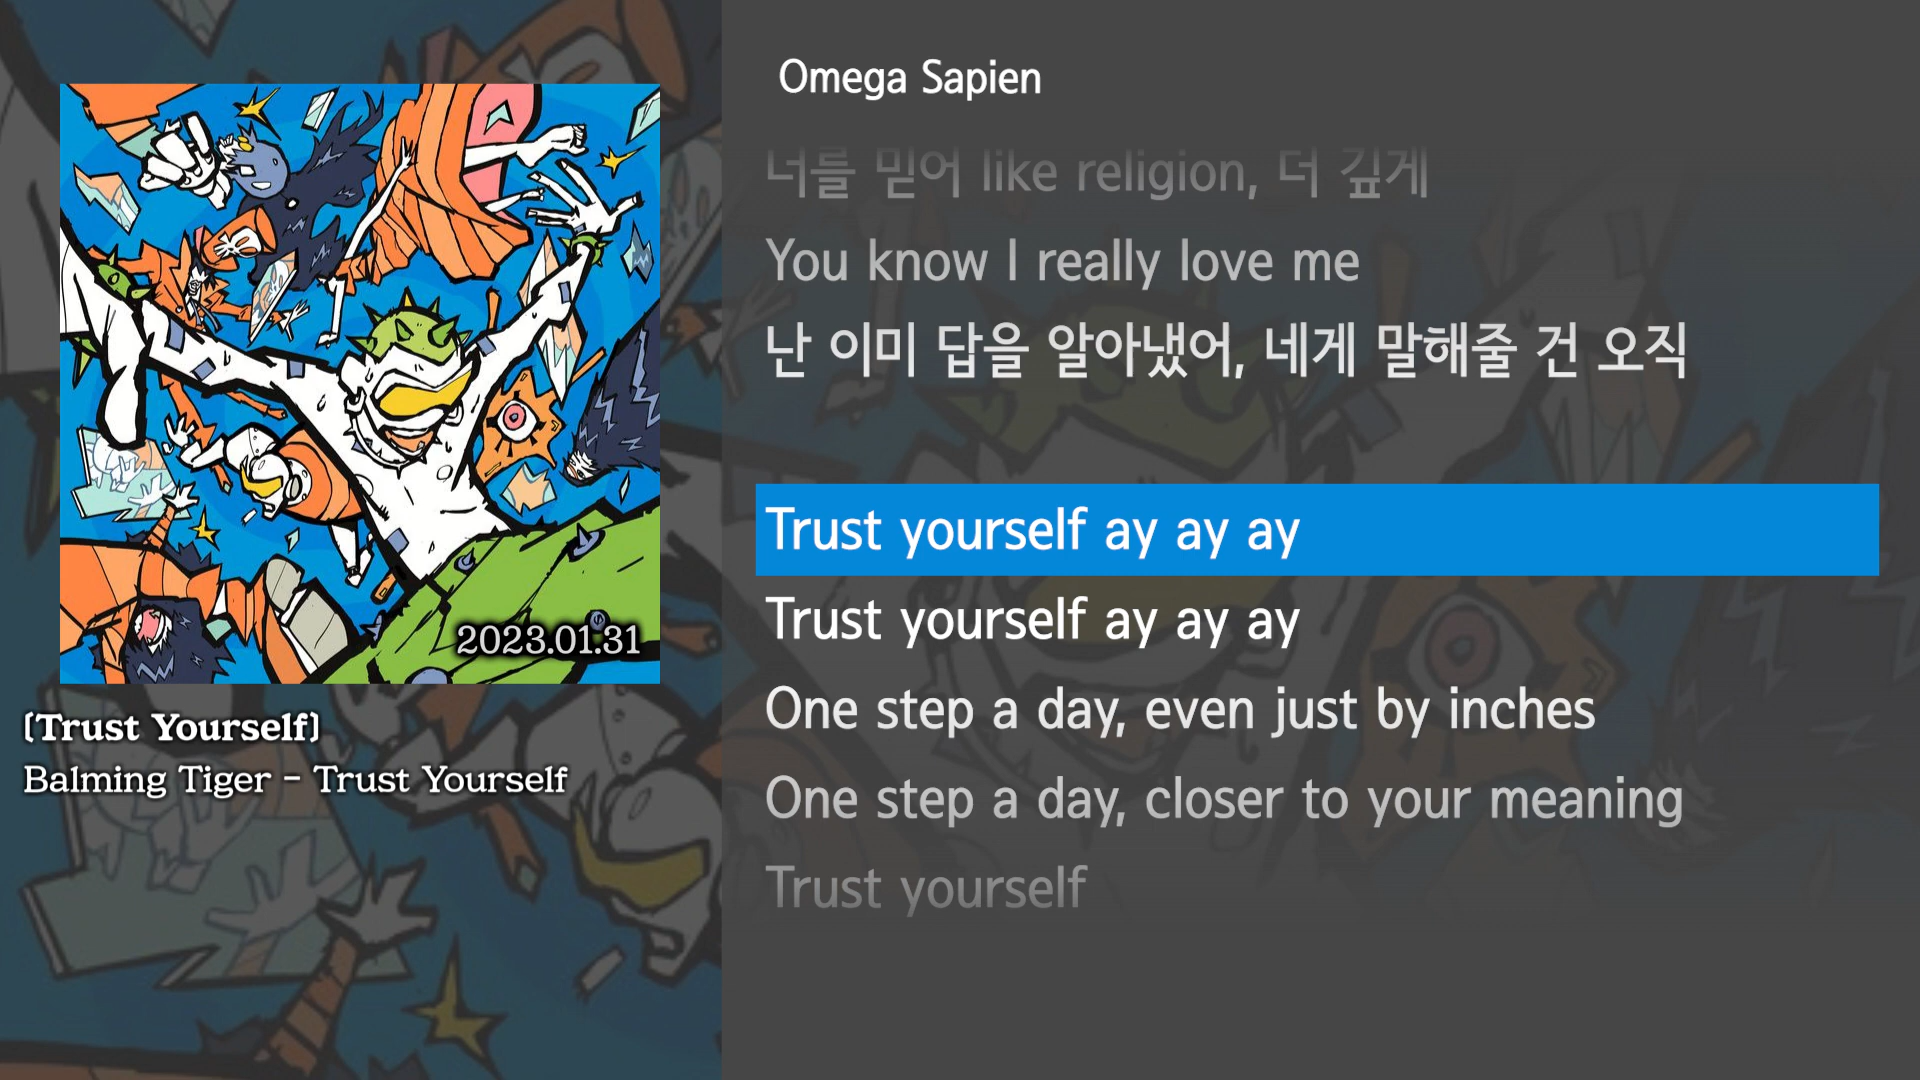 Omega Sapien
너를 믿어 like religion, 더 깊게
You know I really love me
난 이미 답을 알아냈어, 네게 말해줄 건 오직
Trust yourself ay ay ay
Trust yourself ay ay ay
One step a day, even just by inches
One step a day, closer to your meaning
Trust yourself
2023.01.31
[Trust Yourself]
Balming Tiger - Trust Yourself